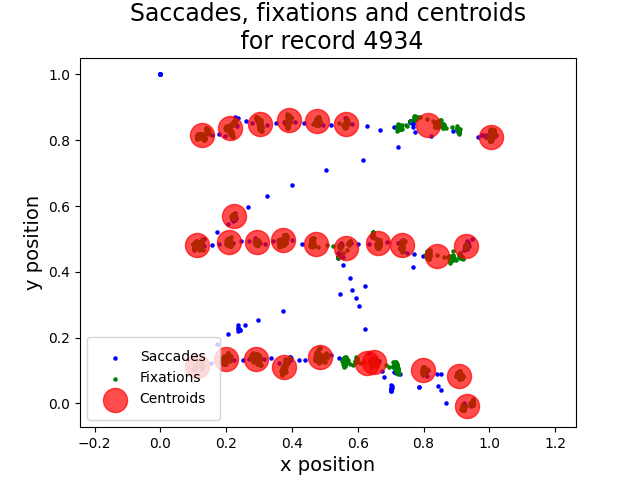 Saccades, fixations and centroids
for record 4934
1.0
0.8
0.6
0.4
0.2
0.0
y position
Saccades
Fixations
Centroids
−0.2 0.0 0.2 0.4 0.6 0.8 1.0 1.2
x position